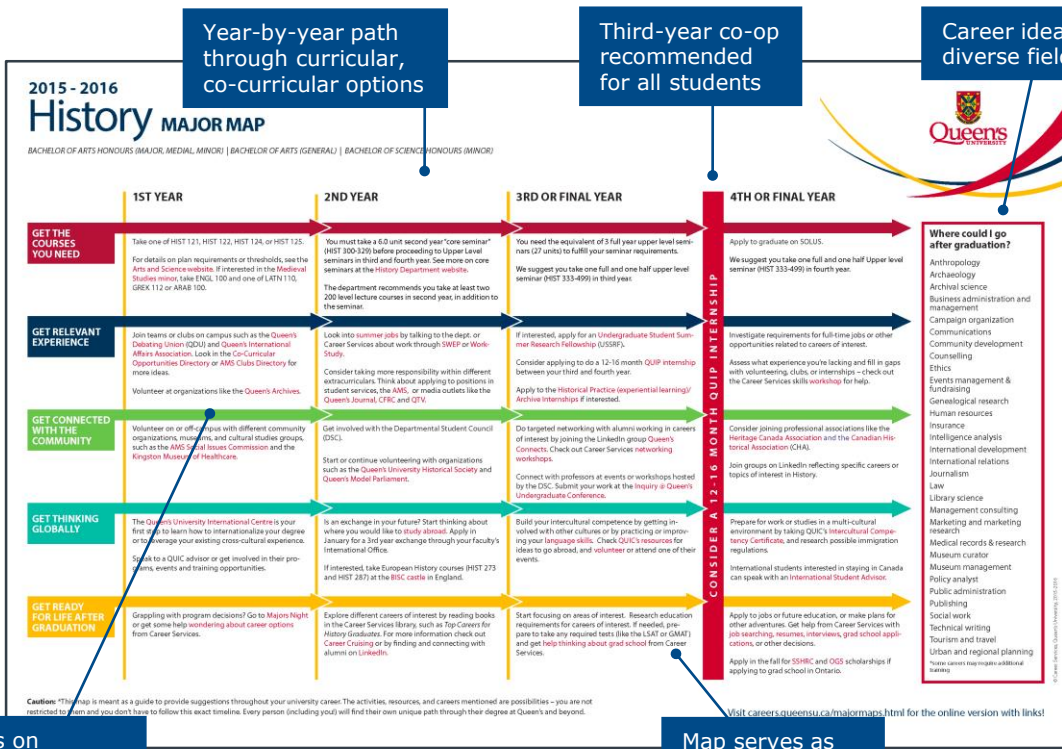 Year-by-year path
through curricular,
co-curricular options
Third-year co-op
recommended
for all students
Career idea
diverse field
2015 - 2016
History MAJOR MAP
BACHELOR OF ARTS HONOURS (MAJOR, MEDIAL, MINOR) | BACHELOR OF ARTS (GENERAL) | BACHELOR OF SCIENCE HONOURS (MINOR)
Queen's
UNIVERSITY
1ST YEAR
2ND YEAR
3RD OR FINAL YEAR
4TH OR FINAL YEAR
GET THE
COURSES
YOU NEED
Take one of HIST 121, HIST 122, HIST 124, or HIST 125.
For details on plan requirements or thresholds, see the
Arts and Science website. If interested in the Medieval
Studies minor, take ENGL 100 and one of LATN 110,
GREK 112 or ARAB 100.
You must take a 6.0 unit second year "core seminar"
(HIST 300-329) before proceeding to Upper Level
seminars in third and fourth year. See more on core
seminars at the History Department website.
The department recommends you take at least two
200 level lecture courses in second year, in addition to
the seminar.
You need the equivalent of 3 full year upper level semi-
nars (27 units) to fulfill your seminar requirements.
We suggest you take one full and one half upper level
seminar (HIST 333-499) in third year.
Apply to graduate on SOLUS.
We suggest you take one full and one half Upper level
seminar (HIST 333-499) in fourth year.
GET RELEVANT
EXPERIENCE
Join teams or clubs on campus such as the Queen's
Debating Union (QDU) and Queen's International
Affairs Association. Look in the Co-Curricular
Opportunities Directory or AMS Clubs Directory for
more ideas.
Volunteer at organizations like the Queen's Archives.
Look into summer jobs by talking to the dept. or
Career Services about work through SWEP or Work-
Study.
Consider taking more responsibility within different
extracurriculars. Think about applying to positions in
student services, the AMS, or media outlets like the
Queen's Journal, CFRC and QTV.
If interested, apply for an Undergraduate Student Sum-
mer Research Fellowship (USSRF).
Consider applying to do a 12-16 month QUIP internship
between your third and fourth year.
Apply to the Historical Practice (experiential learning)/
Archive Internships if interested.
Investigate requirements for full-time jobs or other
opportunities related to careers of interest.
Assess what experience you're lacking and fill in gaps
with volunteering, clubs, or internships – check out
the Career Services skills workshop for help.
GET CONNECTED
WITH THE
COMMUNITY
Volunteer on or off-campus with different community
organizations, museums, and cultural studies groups,
such as the AMS Social Issues Commission and the
Kingston Museum of Healthcare.
Get involved with the Departmental Student Council
(DSC).
Start or continue volunteering with organizations
such as the Queen's University Historical Society and
Queen's Model Parliament.
Do targeted networking with alumni working in careers
of interest by joining the LinkedIn group Queen's
Connects. Check out Career Services networking
workshops.
Connect with professors at events or workshops hosted
by the DSC. Submit your work at the Inquiry @ Queen's
Undergraduate Conference.
Consider joining professional associations like the
Heritage Canada Association and the Canadian His-
torical Association (CHA).
Join groups on LinkedIn reflecting specific careers or
topics of interest in History.
GET THINKING
GLOBALLY
The Queen's University International Centre is your
first stop to learn how to internationalize your degree
or to leverage your existing cross-cultural experience.
Speak to a QUIC advisor or get involved in their pro-
grams, events and training opportunities.
Is an exchange in your future? Start thinking about
where you would like to study abroad. Apply in
January for a 3rd year exchange through your faculty's
International Office.
If interested, take European History courses (HIST 273
and HIST 287) at the BISC castle in England.
Build your intercultural competence by getting in-
volved with other cultures or by practicing or improv-
ing your language skills. Check QUIC's resources for
ideas to go abroad, and volunteer or attend one of their
events.
Prepare for work or studies in a multi-cultural
environment by taking QUIC's Intercultural Compe-
tency Certificate, and research possible immigration
regulations.
International students interested in staying in Canada
can speak with an International Student Advisor.
GET READY
FOR LIFE AFTER
GRADUATION
Grappling with program decisions? Go to Majors Night
or get some help wondering about career options
from Career Services.
Explore different careers of interest by reading books
in the Career Services library, such as Top Careers for
History Graduates. For more information check out
Career Cruising or by finding and connecting with
alumni on LinkedIn.
Start focusing on areas of interest. Research education
requirements for careers of interest. If needed, pre-
pare to take any required tests (like the LSAT or GMAT)
and get help thinking about grad school from Career
Services.
Apply to jobs or future education, or make plans for
other adventures. Get help from Career Services with
job searching, resumes, interviews, grad school appli-
cations, or other decisions.
Apply in the fall for SSHRC and OGS scholarships if
applying to grad school in Ontario.
CONSIDER A 12-16 MONTH QUIP INTERNSHIP
Where could I go
after graduation?
Anthropology
Archaeology
Archival science
Business administration and
management
Campaign organization
Communications
Community development
Counselling
Ethics
Events management &
fundraising
Genealogical research
Human resources
Insurance
Intelligence analysis
International development
International relations
Journalism
Law
Library science
Management consulting
Marketing and marketing
research
Medical records & research
Museum curator
Museum management
Policy analyst
Public administration
Publishing
Social work
Technical writing
Tourism and travel
Urban and regional planning
*some careers may require additional
training
© Career Services, Queen's University, 2015-2016
Caution: *This map is meant as a guide to provide suggestions throughout your university career. The activities, resources, and careers mentioned are possibilities – you are not
restricted to them and you don't have to follow this exact timeline. Every person (including you!) will find their own unique path through their degree at Queen's and beyond.
Visit careers.queensu.ca/majormaps.html for the online version with links!
s on
Map serves as